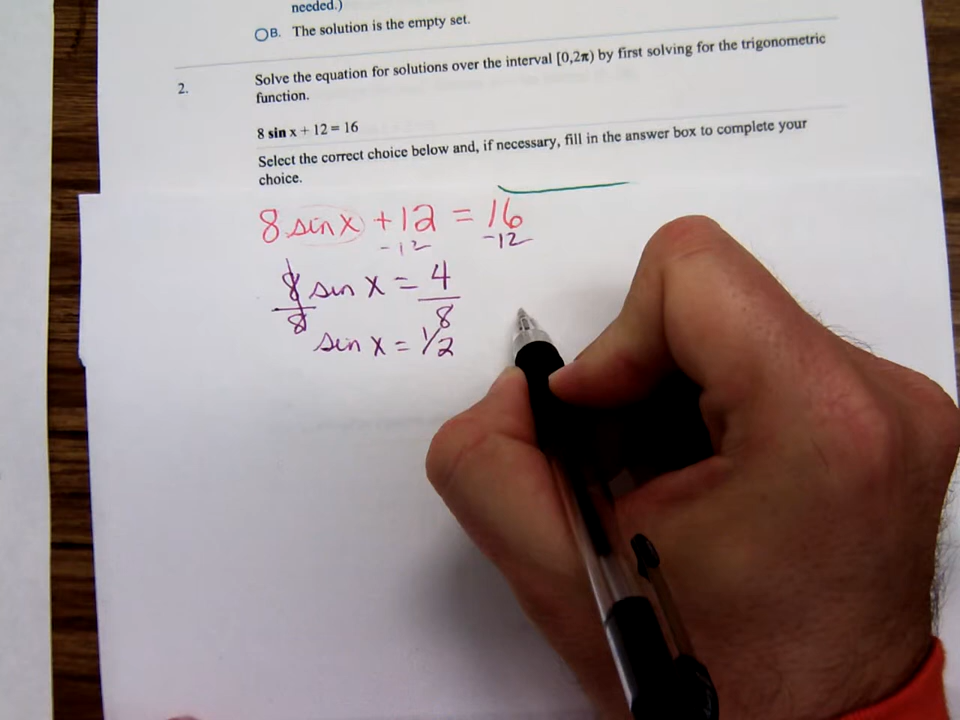 needed.)
B. The solution is the empty set.
2. Solve the equation for solutions over the interval [0,2π) by first solving for the trigonometric
function.
8 sin x + 12 = 16
Select the correct choice below and, if necessary, fill in the answer box to complete your
choice.
8 sin x + 12 = 16
-12 -12
8 sin x = 4
8 8
sin x = 1/2